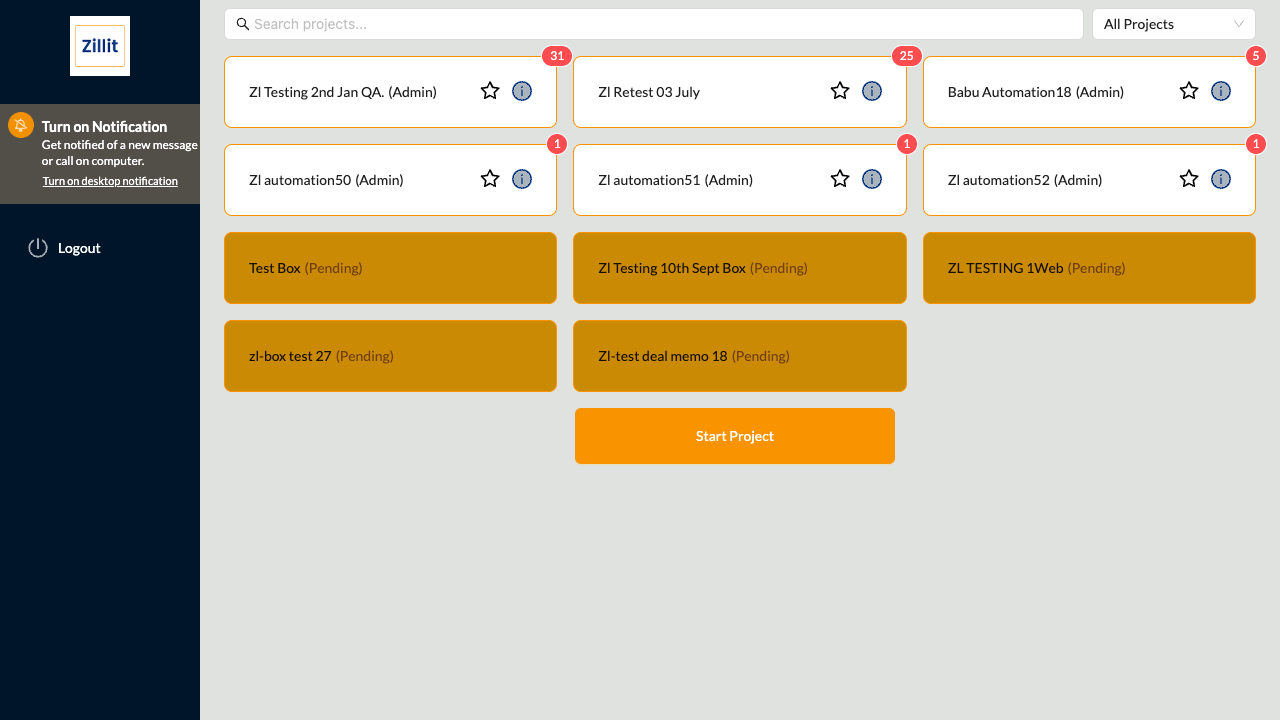 Zillit
Turn on Notification
Get notified of a new message
or call on computer.
Turn on desktop notification
Logout
Search projects...
All Projects
31
25
5
Zl Testing 2nd Jan QA. (Admin)
Zl Retest 03 July
Babu Automation18 (Admin)
1
1
1
Zl automation50 (Admin)
Zl automation51 (Admin)
Zl automation52 (Admin)
Test Box (Pending)
Zl Testing 10th Sept Box (Pending)
ZL TESTING 1Web (Pending)
zl-box test 27 (Pending)
Zl-test deal memo 18 (Pending)
Start Project